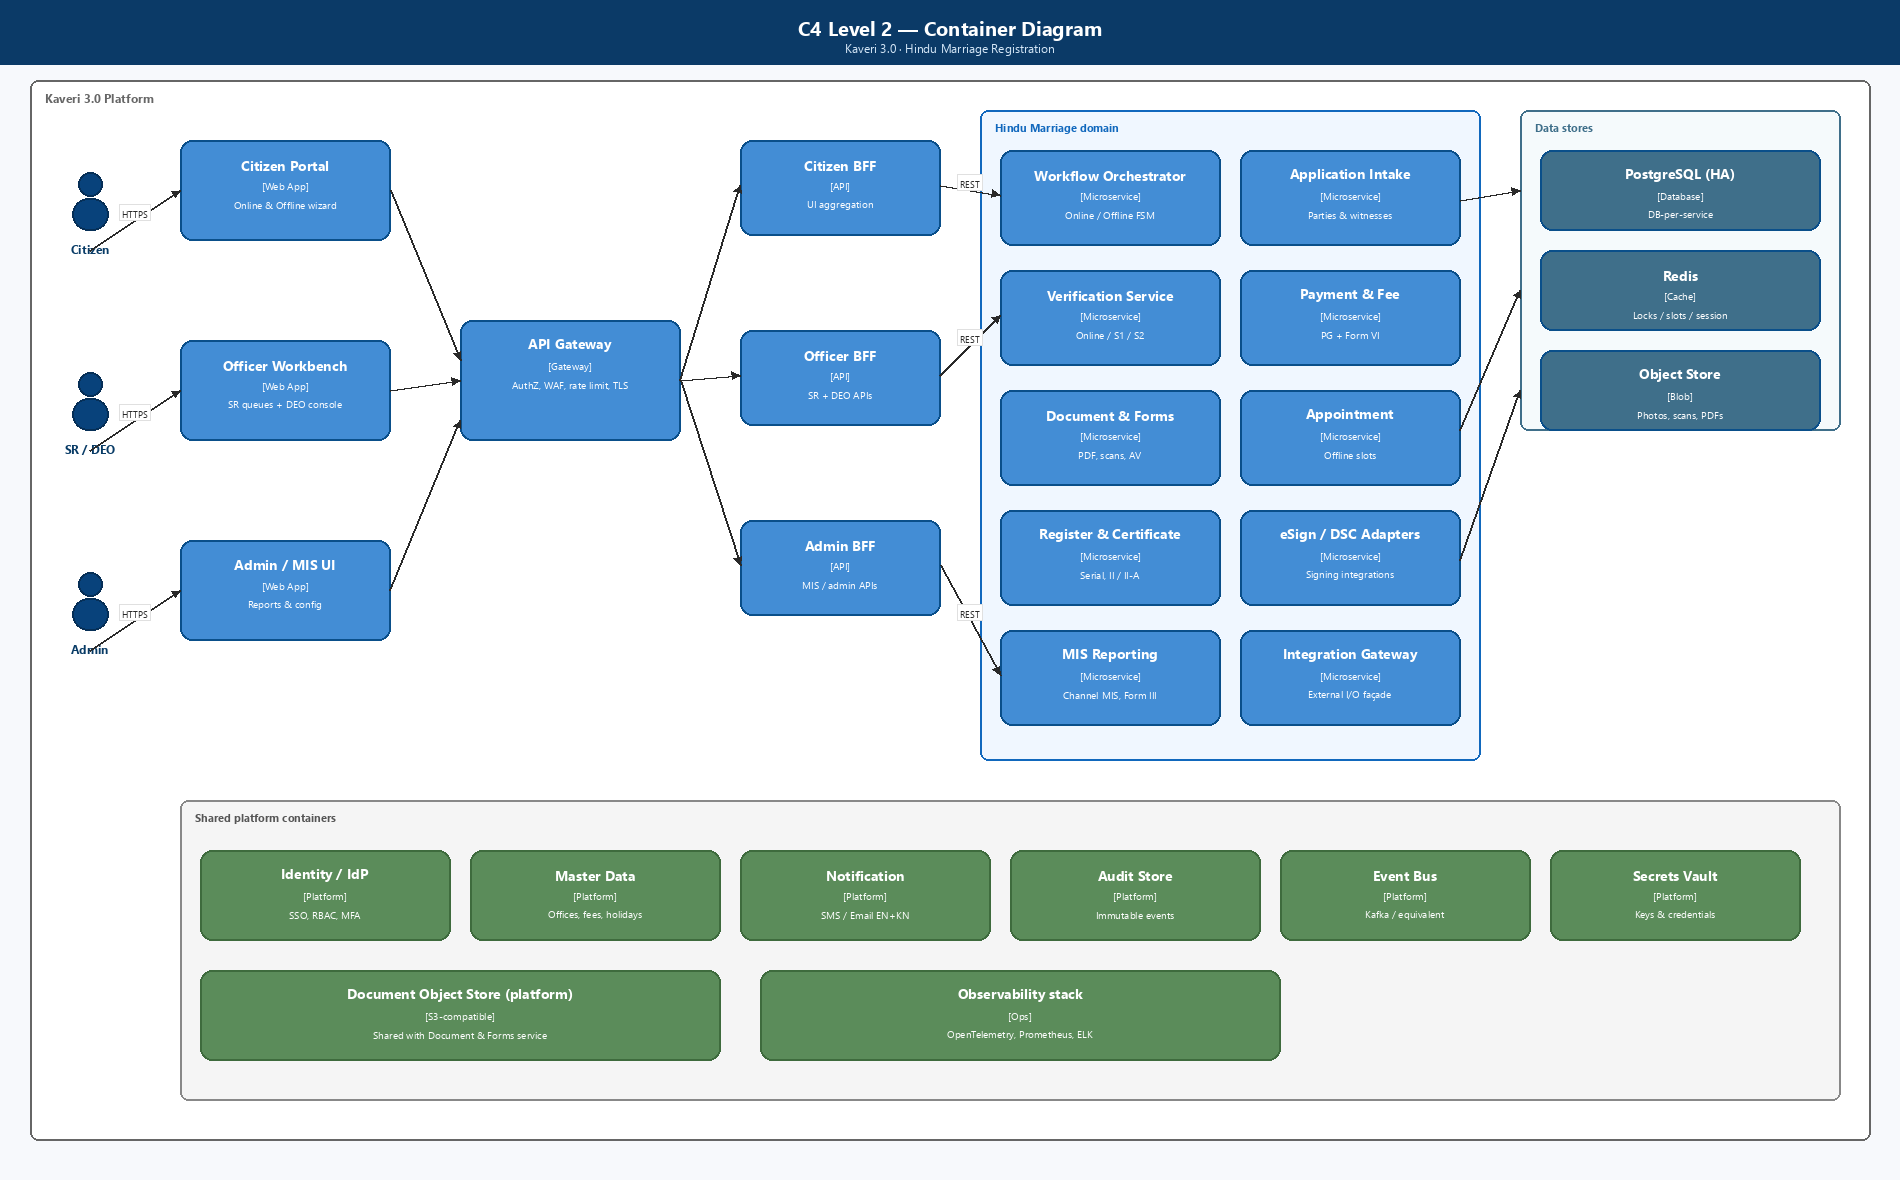 C4 Level 2 — Container Diagram
Kaveri 3.0 · Hindu Marriage Registration
Kaveri 3.0 Platform
Citizen
HTTPS
Citizen Portal
[Web App]
Online & Offline wizard
SR / DEO
HTTPS
Officer Workbench
[Web App]
SR queues + DEO console
Admin
HTTPS
Admin / MIS UI
[Web App]
Reports & config
API Gateway
[Gateway]
AuthZ, WAF, rate limit, TLS
Citizen BFF
[API]
UI aggregation
REST
Officer BFF
[API]
SR + DEO APIs
REST
Admin BFF
[API]
MIS / admin APIs
REST
Hindu Marriage domain
Workflow Orchestrator
[Microservice]
Online / Offline FSM
Application Intake
[Microservice]
Parties & witnesses
Verification Service
[Microservice]
Online / S1 / S2
Payment & Fee
[Microservice]
PG + Form VI
Document & Forms
[Microservice]
PDF, scans, AV
Appointment
[Microservice]
Offline slots
Register & Certificate
[Microservice]
Serial, II / II-A
eSign / DSC Adapters
[Microservice]
Signing integrations
MIS Reporting
[Microservice]
Channel MIS, Form III
Integration Gateway
[Microservice]
External I/O façade
Data stores
PostgreSQL (HA)
[Database]
DB-per-service
Redis
[Cache]
Locks / slots / session
Object Store
[Blob]
Photos, scans, PDFs
Shared platform containers
Identity / IdP
[Platform]
SSO, RBAC, MFA
Master Data
[Platform]
Offices, fees, holidays
Notification
[Platform]
SMS / Email EN+KN
Audit Store
[Platform]
Immutable events
Event Bus
[Platform]
Kafka / equivalent
Secrets Vault
[Platform]
Keys & credentials
Document Object Store (platform)
[S3-compatible]
Shared with Document & Forms service
Observability stack
[Ops]
OpenTelemetry, Prometheus, ELK